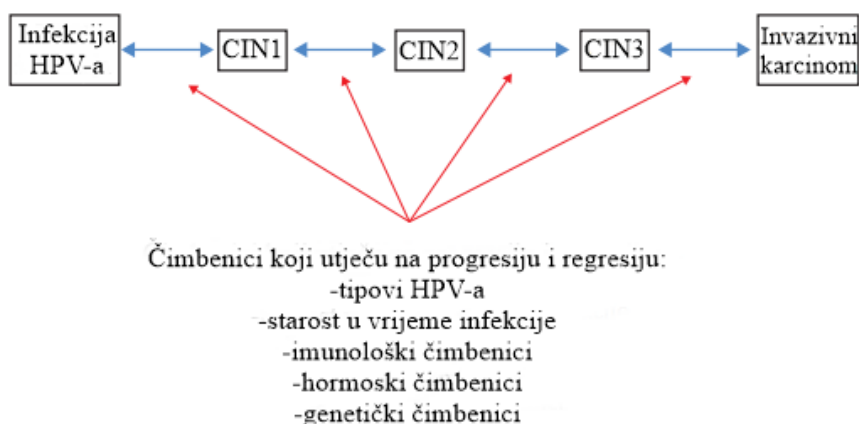 Infekcija
HPV-a
CIN1
CIN2
CIN3
Invazivni
karcinom
Čimbenici koji utječu na progresiju i regresiju:
-tipovi HPV-a
-starost u vrijeme infekcije
-imunološki čimbenici
-hormoski čimbenici
-genetički čimbenici